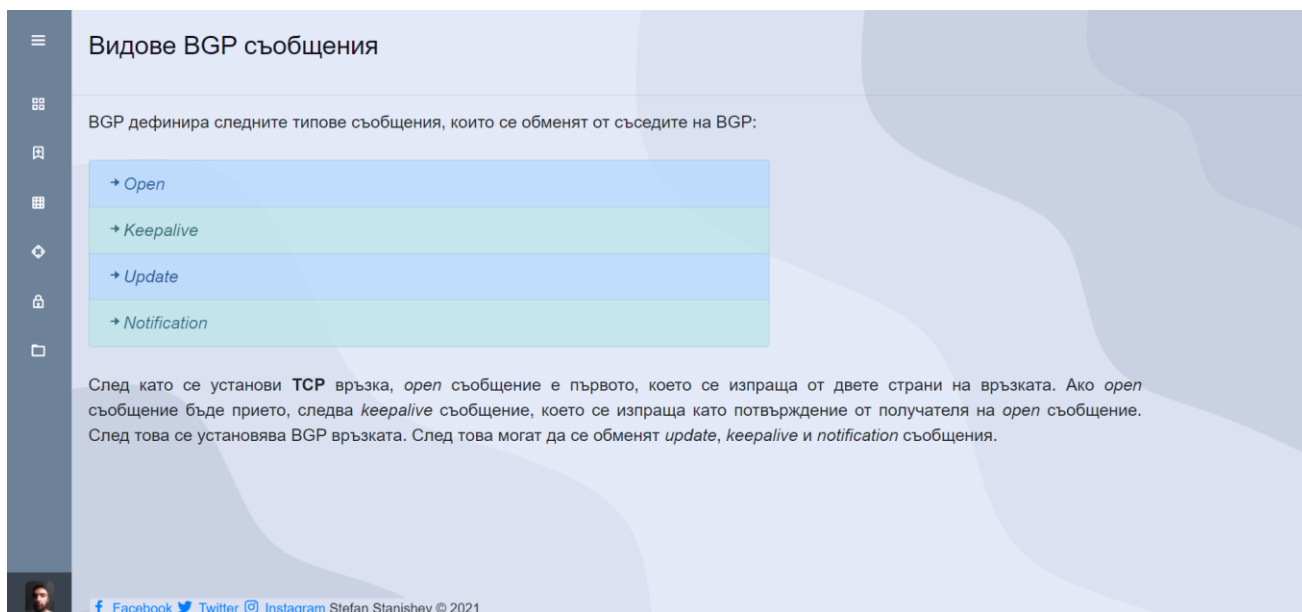 Видове BGP съобщения
BGP дефинира следните типове съобщения, които се обменят от съседите на BGP:
Open
Keepalive
Update
Notification
След като се установи TCP връзка, open съобщение е първото, което се изпраща от двете страни на връзката. Ако open
съобщение бъде прието, следва keepalive съобщение, което се изпраща като потвърждение от получателя на open съобщение.
След това се установява BGP връзката. След това могат да се обменят update, keepalive и notification съобщения.
Facebook Twitter Instagram Stefan Stanishev © 2021